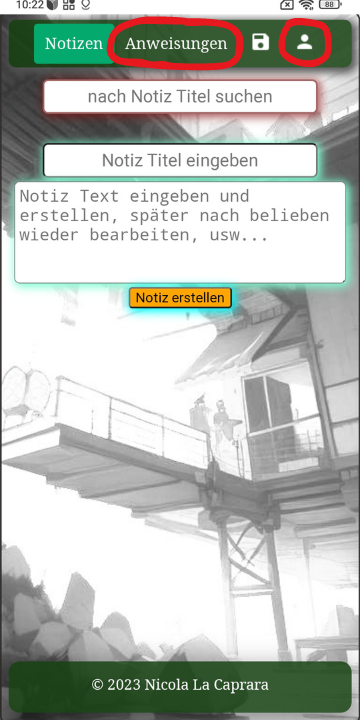 10:22
88
Notizen Anweisungen
nach Notiz Titel suchen
Notiz Titel eingeben
Notiz Text eingeben und
erstellen, später nach belieben
wieder bearbeiten, usw...
Notiz erstellen
© 2023 Nicola La Caprara